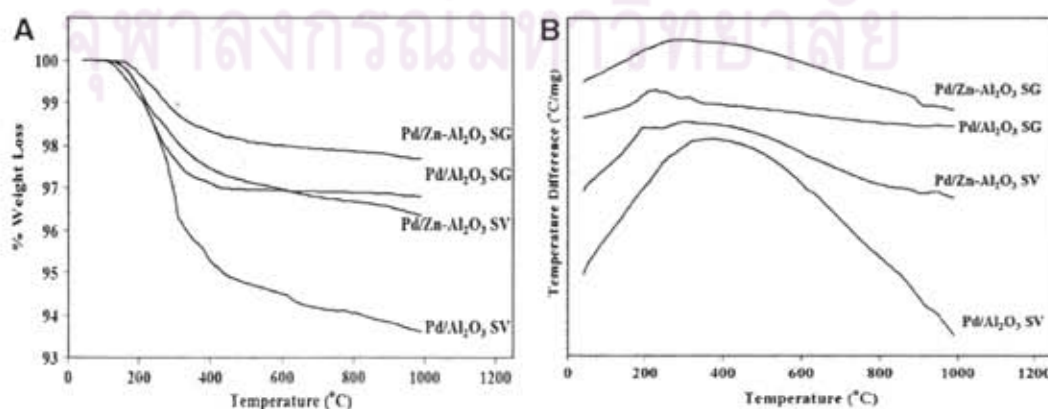 จุฬาลงกรณ์มหาวิทยาลัย
A
100
99
98
97
96
95
94
93
% Weight Loss
Pd/Zn-Al₂O₃ SG
Pd/Al₂O₃ SG
Pd/Zn-Al₂O₃ SV
Pd/Al₂O₃ SV
0 200 400 600 800 1000 1200
Temperature (°C)
B
Temperature Difference (°C/mg)
Pd/Zn-Al₂O₃ SG
Pd/Al₂O₃ SG
Pd/Zn-Al₂O₃ SV
Pd/Al₂O₃ SV
0 200 400 600 800 1000 1200
Temperature (°C)